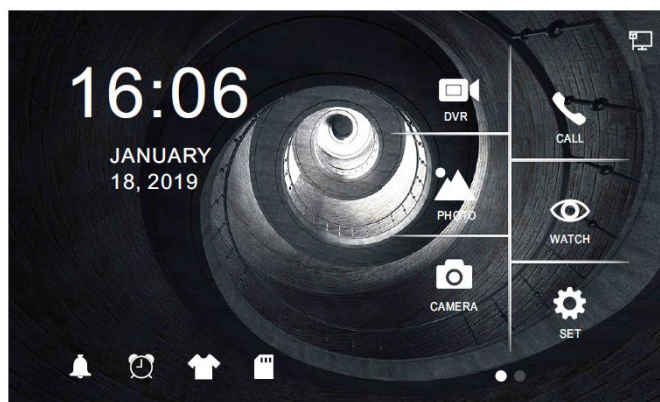 16:06
JANUARY
18, 2019
DVR
CALL
PHOTO
WATCH
CAMERA
SET